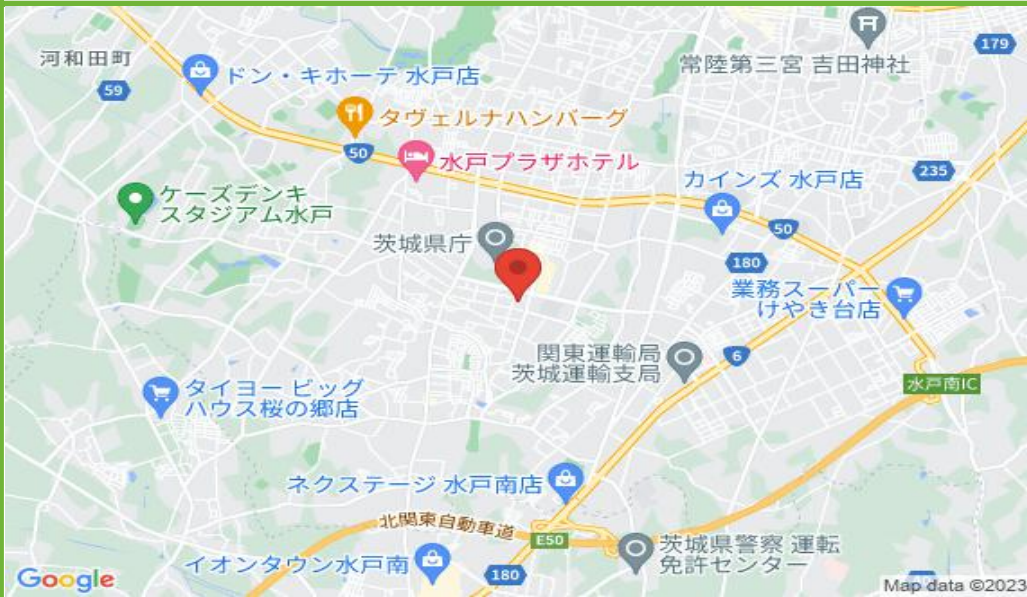 河和田町
59
ドン・キホーテ 水戸店
タヴェルナハンバーグ
50
水戸プラザホテル
常陸第三宮 吉田神社
179
235
ケーズデンキ
スタジアム水戸
カインズ 水戸店
50
茨城県庁
180
業務スーパー
けやき台店
関東運輸局
茨城運輸支局
6
水戸南IC
タイヨー ビッグ
ハウス桜の郷店
ネクステージ 水戸南店
北関東自動車道
E50
茨城県警察 運転
免許センター
イオンタウン水戸南
180
Google
Map data ©2023